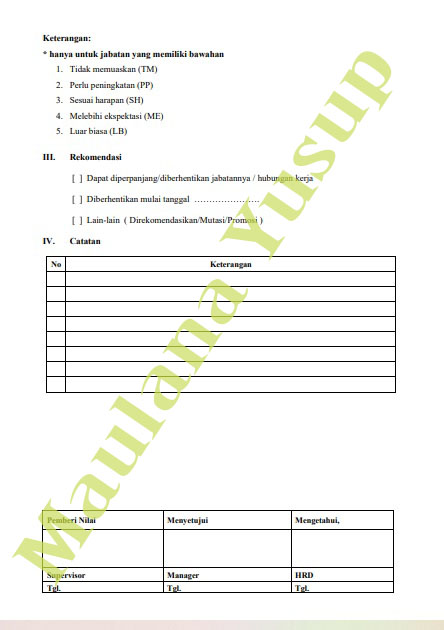 Keterangan:
* hanya untuk jabatan yang memiliki bawahan
1. Tidak memuaskan (TM)
2. Perlu peningkatan (PP)
3. Sesuai harapan (SH)
4. Melebihi ekspektasi (ME)
5. Luar biasa (LB)
III. Rekomendasi
[ ] Dapat diperpanjang/diberhentikan jabatannya / hubungan kerja
[ ] Diberhentikan mulai tanggal ………………….
[ ] Lain-lain ( Direkomendasikan/Mutasi/Promosi )
IV. Catatan
No Keterangan
Maulana Yusup
Pemberi Nilai Menyetujui Mengetahui,
Supervisor Manager HRD
Tgl. Tgl. Tgl.